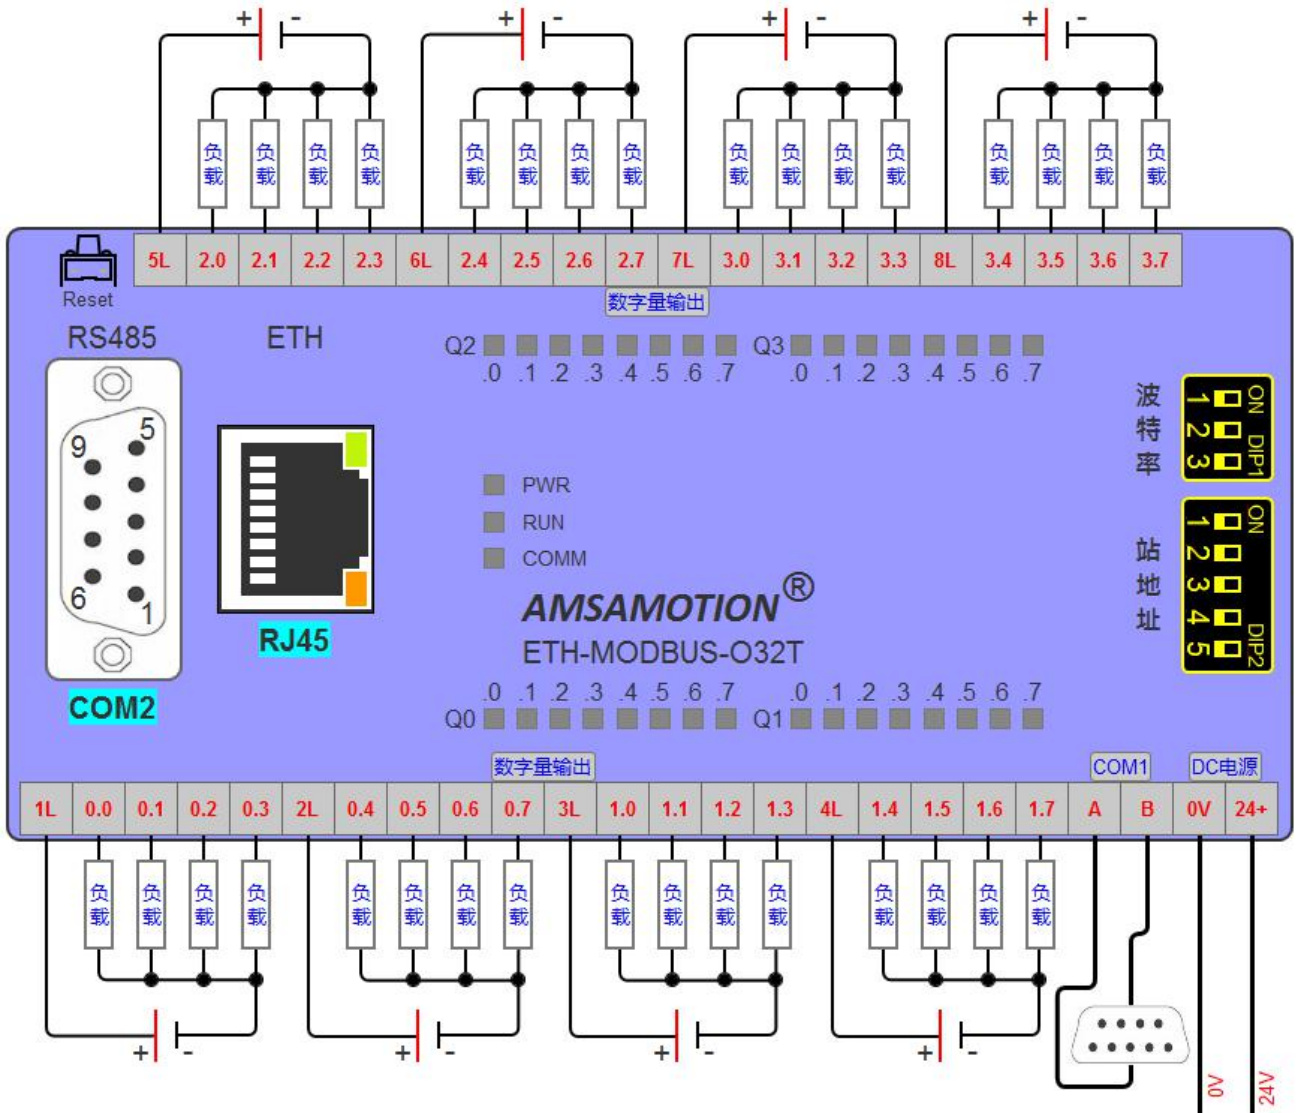 + - + - + - + -
负载 负载 负载 负载 负载 负载 负载 负载 负载 负载 负载 负载 负载 负载 负载 负载
5L 2.0 2.1 2.2 2.3 6L 2.4 2.5 2.6 2.7 7L 3.0 3.1 3.2 3.3 8L 3.4 3.5 3.6 3.7
Reset
数字量输出
RS485 ETH
Q2 Q3
.0 .1 .2 .3 .4 .5 .6 .7 .0 .1 .2 .3 .4 .5 .6 .7
9 5
6 1
COM2
RJ45
PWR
RUN
COMM
AMSAMOTION®
ETH-MODBUS-O32T
波特率
1 2 3
ON DIP1
站地址
1 2 3 4 5
ON DIP2
.0 .1 .2 .3 .4 .5 .6 .7 .0 .1 .2 .3 .4 .5 .6 .7
Q0 Q1
数字量输出 COM1 DC电源
1L 0.0 0.1 0.2 0.3 2L 0.4 0.5 0.6 0.7 3L 1.0 1.1 1.2 1.3 4L 1.4 1.5 1.6 1.7 A B 0V 24+
负载 负载 负载 负载 负载 负载 负载 负载 负载 负载 负载 负载 负载 负载 负载 负载
+ - + - + - + -
0V 24V